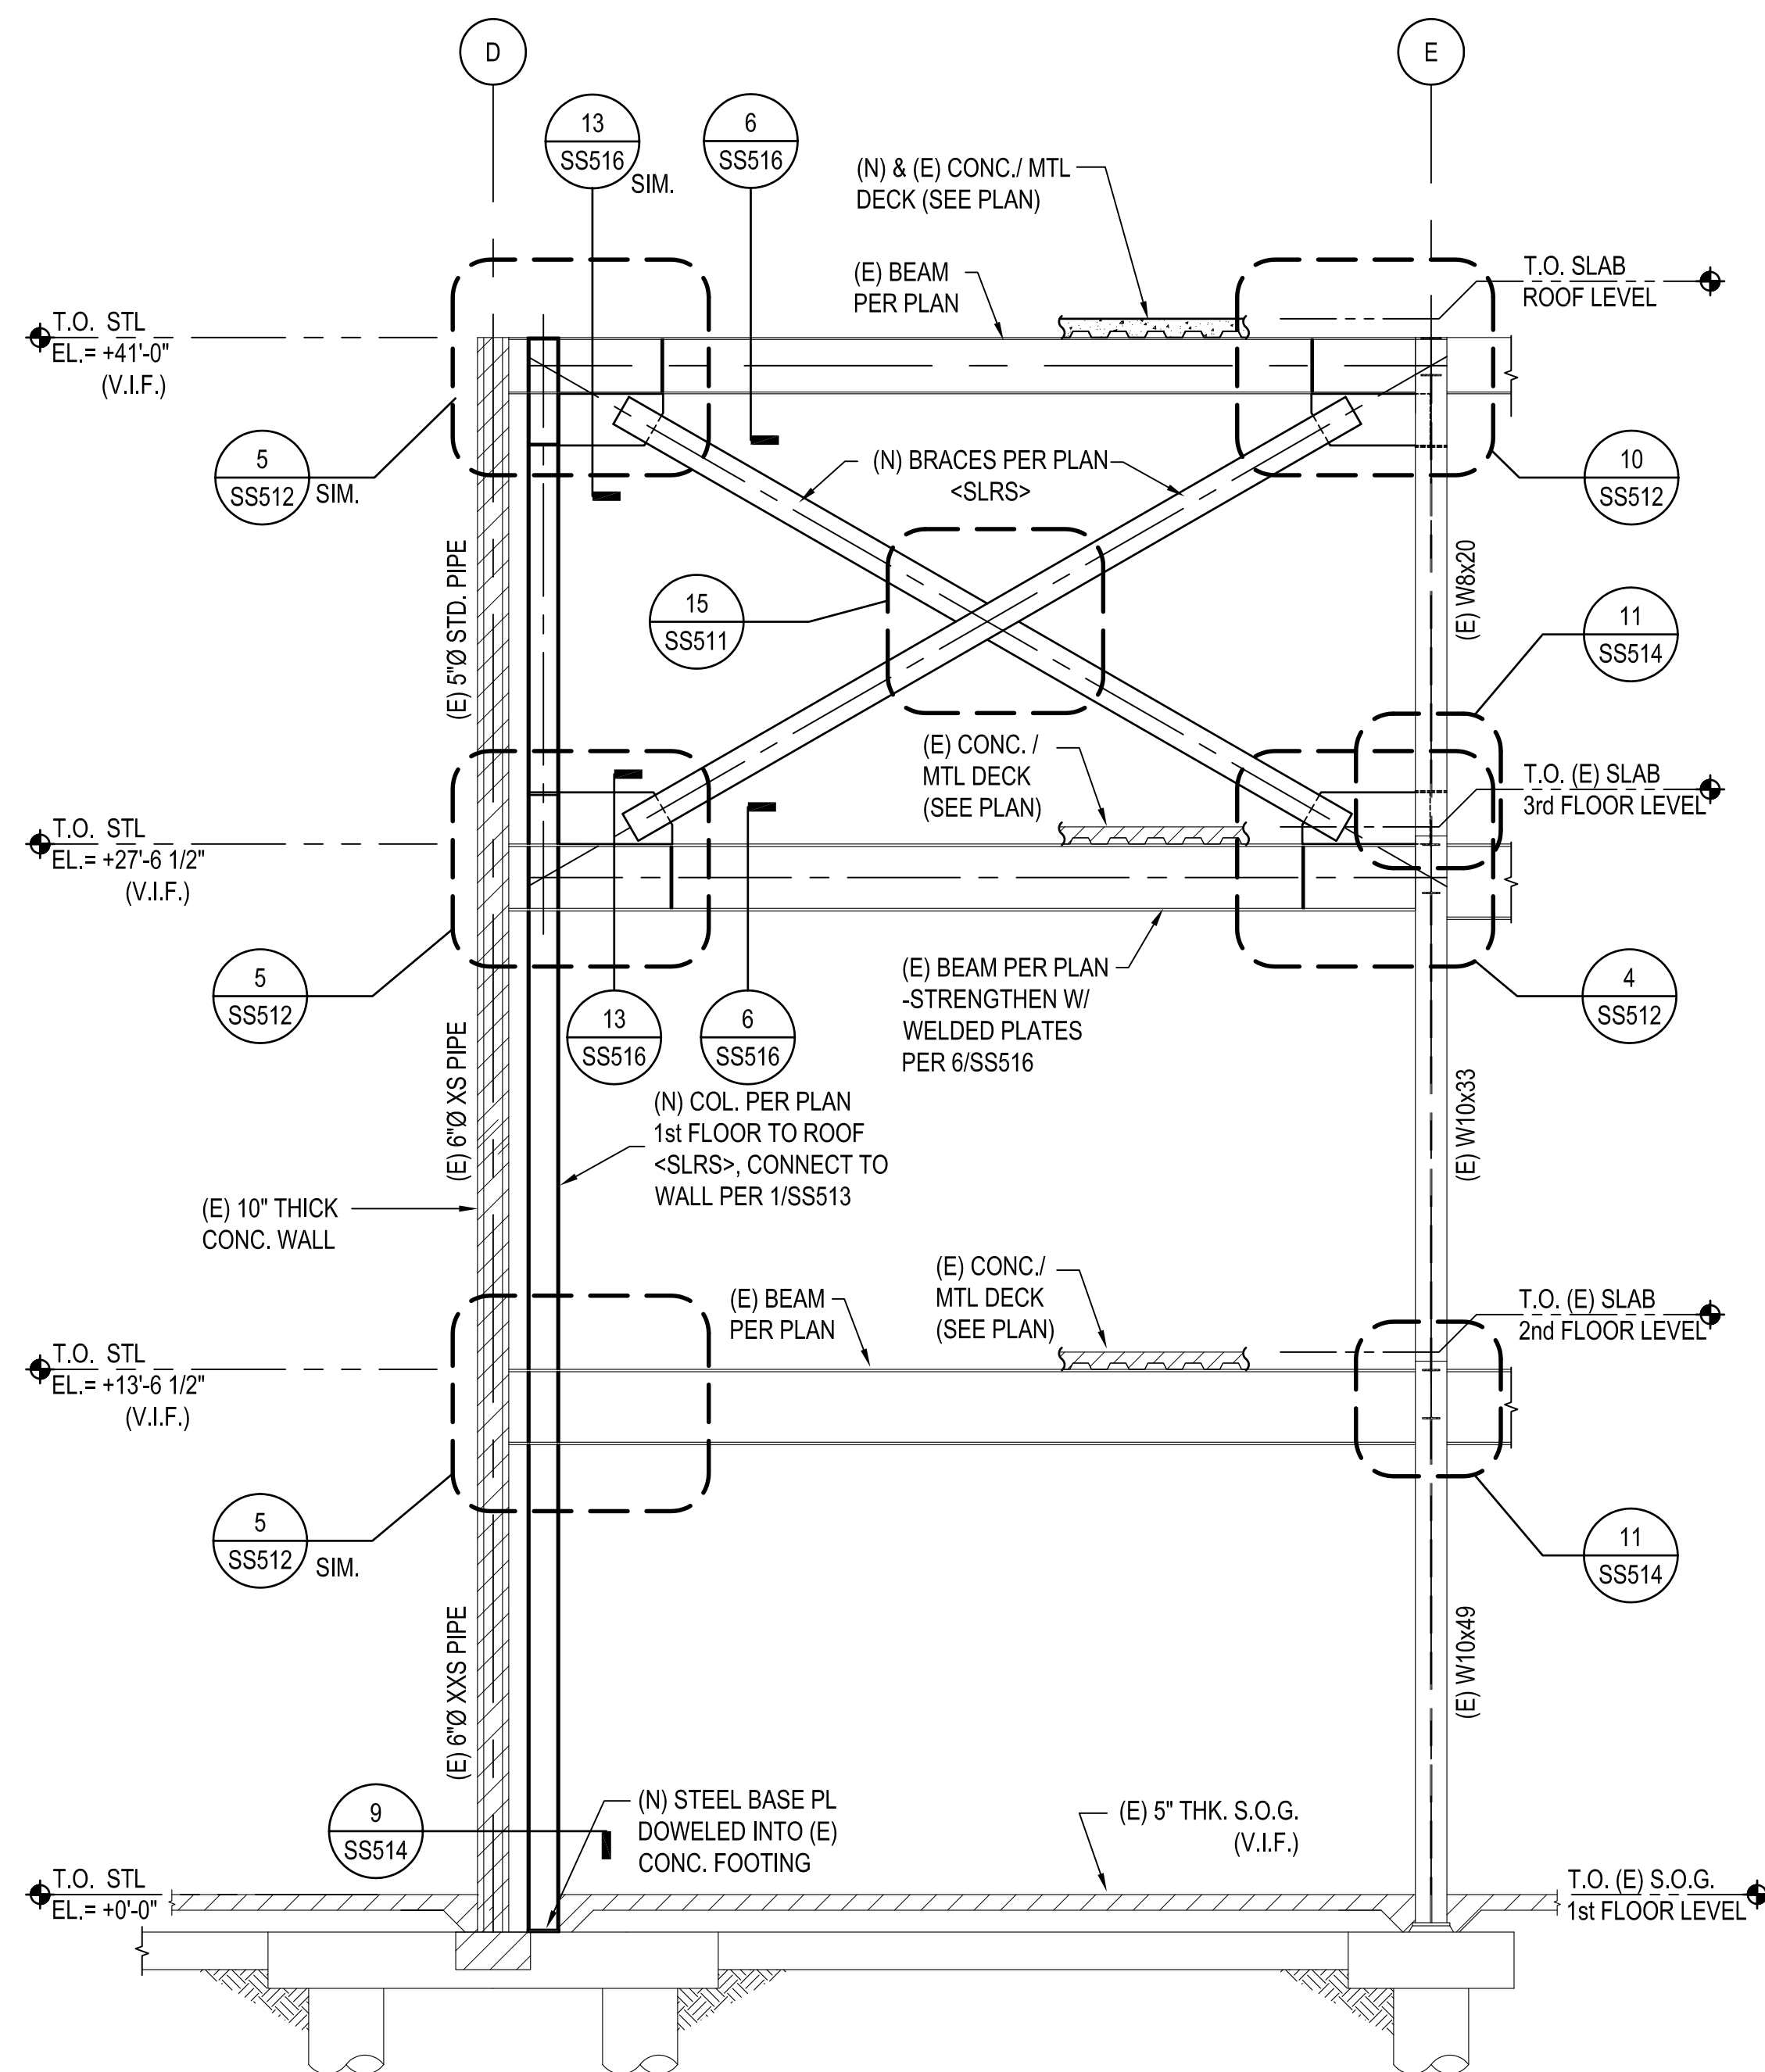 D
E
13
SS516
SIM.
6
SS516
(N) & (E) CONC./ MTL
DECK (SEE PLAN)
(E) BEAM
PER PLAN
T.O. SLAB
ROOF LEVEL
T.O. STL
EL.= +41'-0"
(V.I.F.)
5
SS512
SIM.
(N) BRACES PER PLAN
<SLRS>
10
SS512
(E) 5"Ø STD. PIPE
(E) W8x20
15
SS511
11
SS514
(E) CONC. /
MTL DECK
(SEE PLAN)
T.O. (E) SLAB
3rd FLOOR LEVEL
T.O. STL
EL.= +27'-6 1/2"
(V.I.F.)
5
SS512
13
SS516
6
SS516
(E) BEAM PER PLAN
-STRENGTHEN W/
WELDED PLATES
PER 6/SS516
4
SS512
(E) 6"Ø XS PIPE
(N) COL. PER PLAN
1st FLOOR TO ROOF
<SLRS>, CONNECT TO
WALL PER 1/SS513
(E) W10x33
(E) 10" THICK
CONC. WALL
(E) BEAM
PER PLAN
(E) CONC./
MTL DECK
(SEE PLAN)
T.O. (E) SLAB
2nd FLOOR LEVEL
T.O. STL
EL.= +13'-6 1/2"
(V.I.F.)
5
SS512
SIM.
11
SS514
(E) 6"Ø XXS PIPE
(E) W10x49
9
SS514
(N) STEEL BASE PL
DOWELED INTO (E)
CONC. FOOTING
(E) 5" THK. S.O.G.
(V.I.F.)
T.O. STL
EL.= +0'-0"
T.O. (E) S.O.G.
1st FLOOR LEVEL